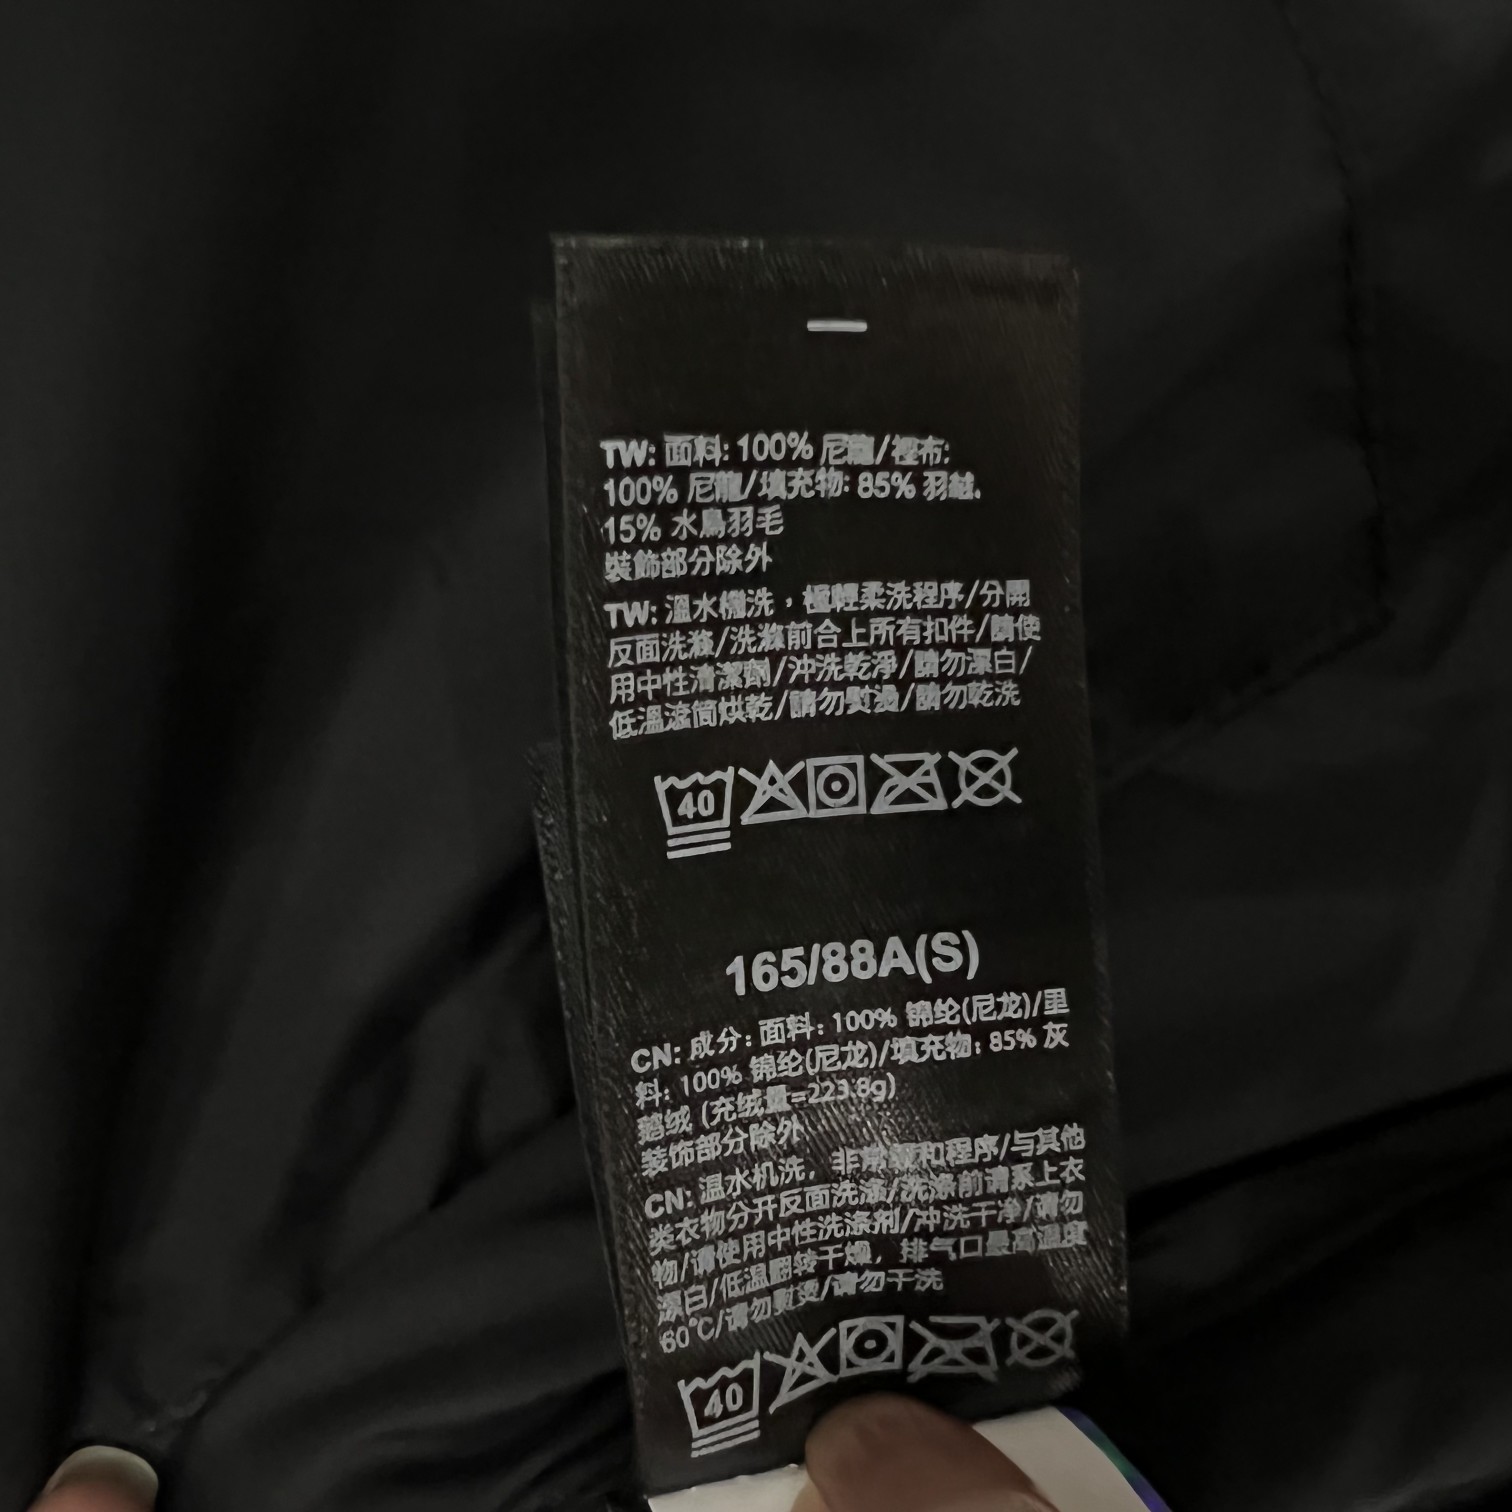 TW: 面料: 100% 尼龍/裡布:
100% 尼龍/填充物: 85% 羽絨,
15% 水鳥羽毛
裝飾部分除外
TW: 溫水機洗，極輕柔洗程序/分開
反面洗滌/洗滌前合上所有扣件/請使
用中性清潔劑/沖洗乾淨/請勿漂白/
低溫滾筒烘乾/請勿熨燙/請勿乾洗
40
165/88A(S)
CN: 成分: 面料: 100% 锦纶(尼龙)/里
料: 100% 锦纶(尼龙)/填充物: 85% 灰
鹅绒 (充绒量=223.8g)
装饰部分除外
CN: 温水机洗, 非常缓和程序/与其他
类衣物分开反面洗涤/洗涤前请系上衣
物/请使用中性洗涤剂/冲洗干净/请勿
漂白/低温翻转干燥, 排气口最高温度
60°C/请勿熨烫/请勿干洗
40